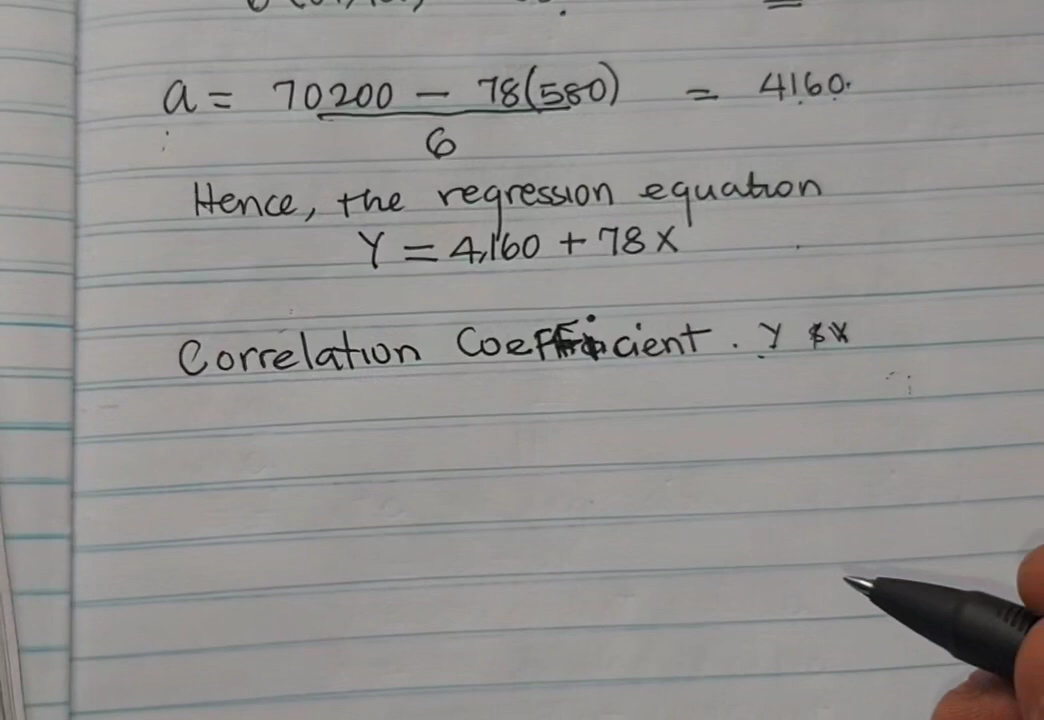 a = 70200 - 78(580) = 4160.
6
Hence, the regression equation
Y = 4,160 + 78X
Correlation Coefficient. Y & X